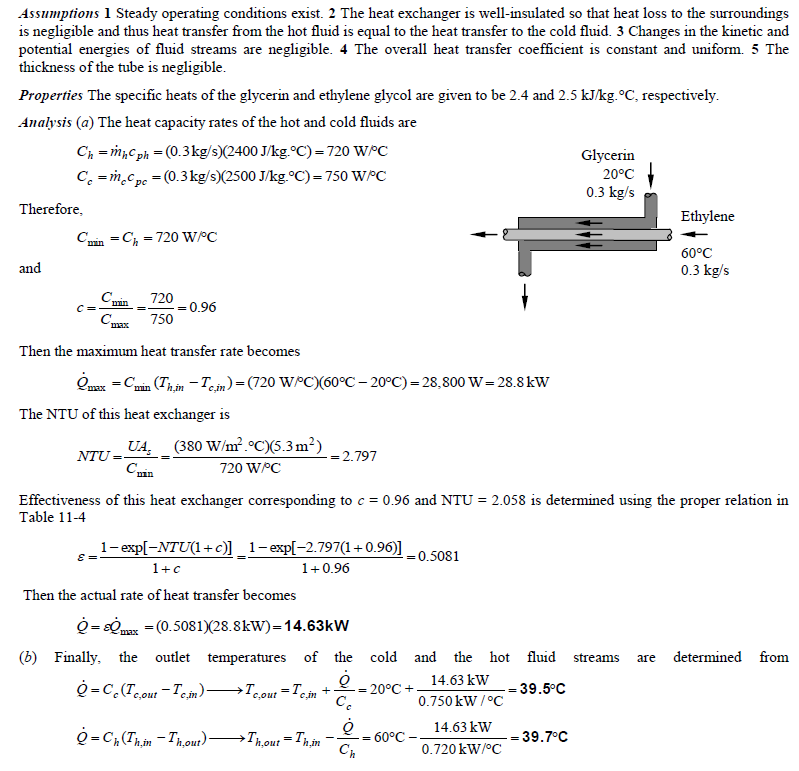 Assumptions 1 Steady operating conditions exist. 2 The heat exchanger is well-insulated so that heat loss to the surroundings
is negligible and thus heat transfer from the hot fluid is equal to the heat transfer to the cold fluid. 3 Changes in the kinetic and
potential energies of fluid streams are negligible. 4 The overall heat transfer coefficient is constant and uniform. 5 The
thickness of the tube is negligible.
Properties The specific heats of the glycerin and ethylene glycol are given to be 2.4 and 2.5 kJ/kg.°C, respectively.
Analysis (a) The heat capacity rates of the hot and cold fluids are
C_h = ṁ_h c_ph = (0.3 kg/s)(2400 J/kg.°C) = 720 W/°C
C_c = ṁ_c c_pc = (0.3 kg/s)(2500 J/kg.°C) = 750 W/°C
Glycerin
20°C
0.3 kg/s
Therefore,
C_min = C_h = 720 W/°C
Ethylene
60°C
0.3 kg/s
and
c = C_min / C_max = 720 / 750 = 0.96
Then the maximum heat transfer rate becomes
Q̇_max = C_min (T_h,in − T_c,in) = (720 W/°C)(60°C − 20°C) = 28,800 W = 28.8 kW
The NTU of this heat exchanger is
NTU = UA_s / C_min = (380 W/m².°C)(5.3 m²) / 720 W/°C = 2.797
Effectiveness of this heat exchanger corresponding to c = 0.96 and NTU = 2.058 is determined using the proper relation in
Table 11-4
ε = 1 − exp[−NTU(1 + c)] / 1 + c = 1 − exp[−2.797(1 + 0.96)] / 1 + 0.96 = 0.5081
Then the actual rate of heat transfer becomes
Q̇ = εQ̇_max = (0.5081)(28.8 kW) = 14.63kW
(b) Finally, the outlet temperatures of the cold and the hot fluid streams are determined from
Q̇ = C_c (T_c,out − T_c,in) ⟶ T_c,out = T_c,in + Q̇ / C_c = 20°C + 14.63 kW / 0.750 kW / °C = 39.5°C
Q̇ = C_h (T_h,in − T_h,out) ⟶ T_h,out = T_h,in − Q̇ / C_h = 60°C − 14.63 kW / 0.720 kW/°C = 39.7°C